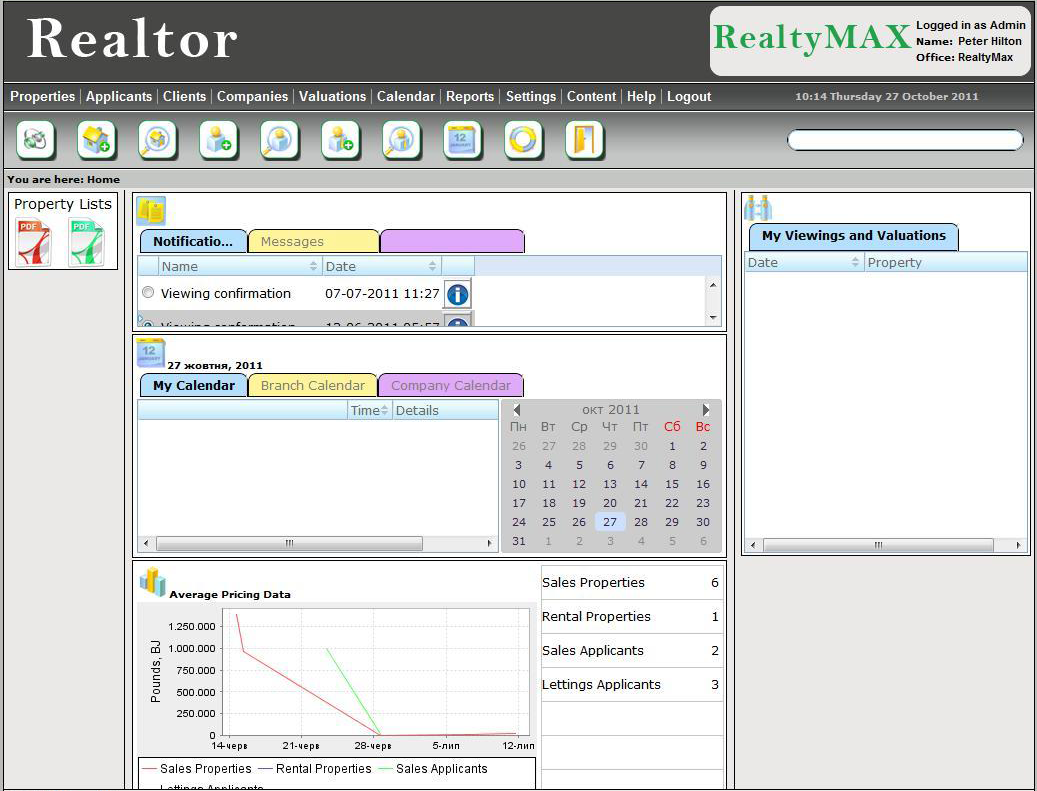 Realtor
RealtyMAX
Logged in as Admin
Name: Peter Hilton
Office: RealtyMax
Properties Applicants Clients Companies Valuations Calendar Reports Settings Content Help Logout
10:14 Thursday 27 October 2011
12
You are here: Home
Property Lists
PDF PDF
Notificatio... Messages
Name Date
Viewing confirmation 07-07-2011 11:27
Viewing confirmation 12-06-2011 05:57
12
27 жовтня, 2011
My Calendar Branch Calendar Company Calendar
Time Details
окт 2011
Пн Вт Ср Чт Пт Сб Вс
26 27 28 29 30 1 2
3 4 5 6 7 8 9
10 11 12 13 14 15 16
17 18 19 20 21 22 23
24 25 26 27 28 29 30
31 1 2 3 4 5 6
My Viewings and Valuations
Date Property
Average Pricing Data
Pounds, BJ
1.250.000
1.000.000
750.000
500.000
250.000
0
14-черв 21-черв 28-черв 5-лип 12-лип
Sales Properties Rental Properties Sales Applicants
Lettings Applicants
Sales Properties 6
Rental Properties 1
Sales Applicants 2
Lettings Applicants 3